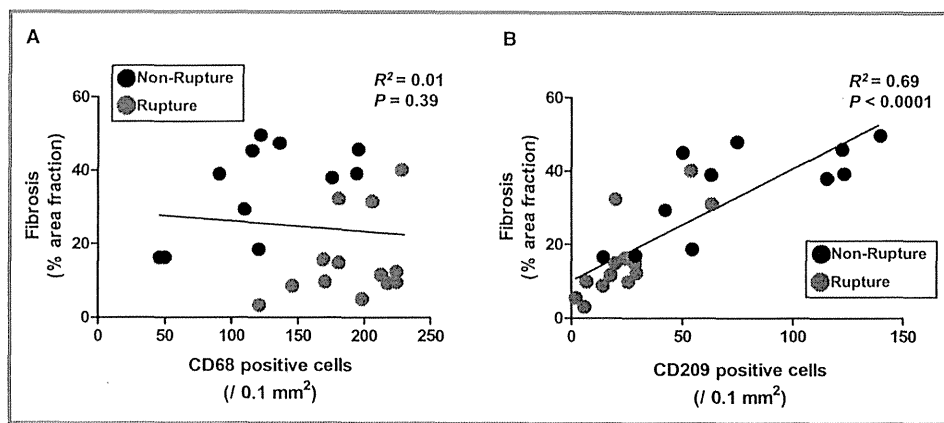 A
Non-Rupture
Rupture
R² = 0.01
P = 0.39
60
40
20
0
Fibrosis
(% area fraction)
0 50 100 150 200 250
CD68 positive cells
(/ 0.1 mm²)
B
R² = 0.69
P < 0.0001
60
40
20
0
Fibrosis
(% area fraction)
Non-Rupture
Rupture
0 50 100 150
CD209 positive cells
(/ 0.1 mm²)